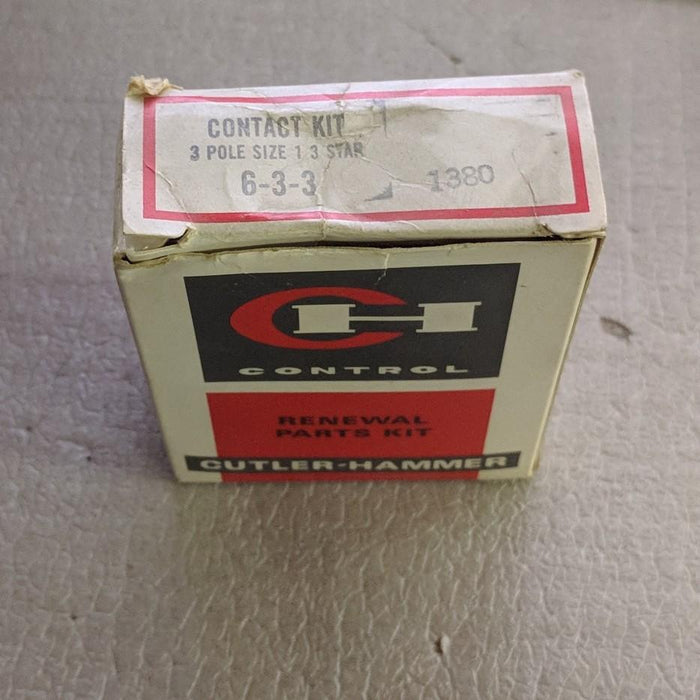 CONTACT KIT
3 POLE SIZE 1 3 STAR
6-3-3 1380
CH
CONTROL
RENEWAL
PARTS KIT
CUTLER-HAMMER